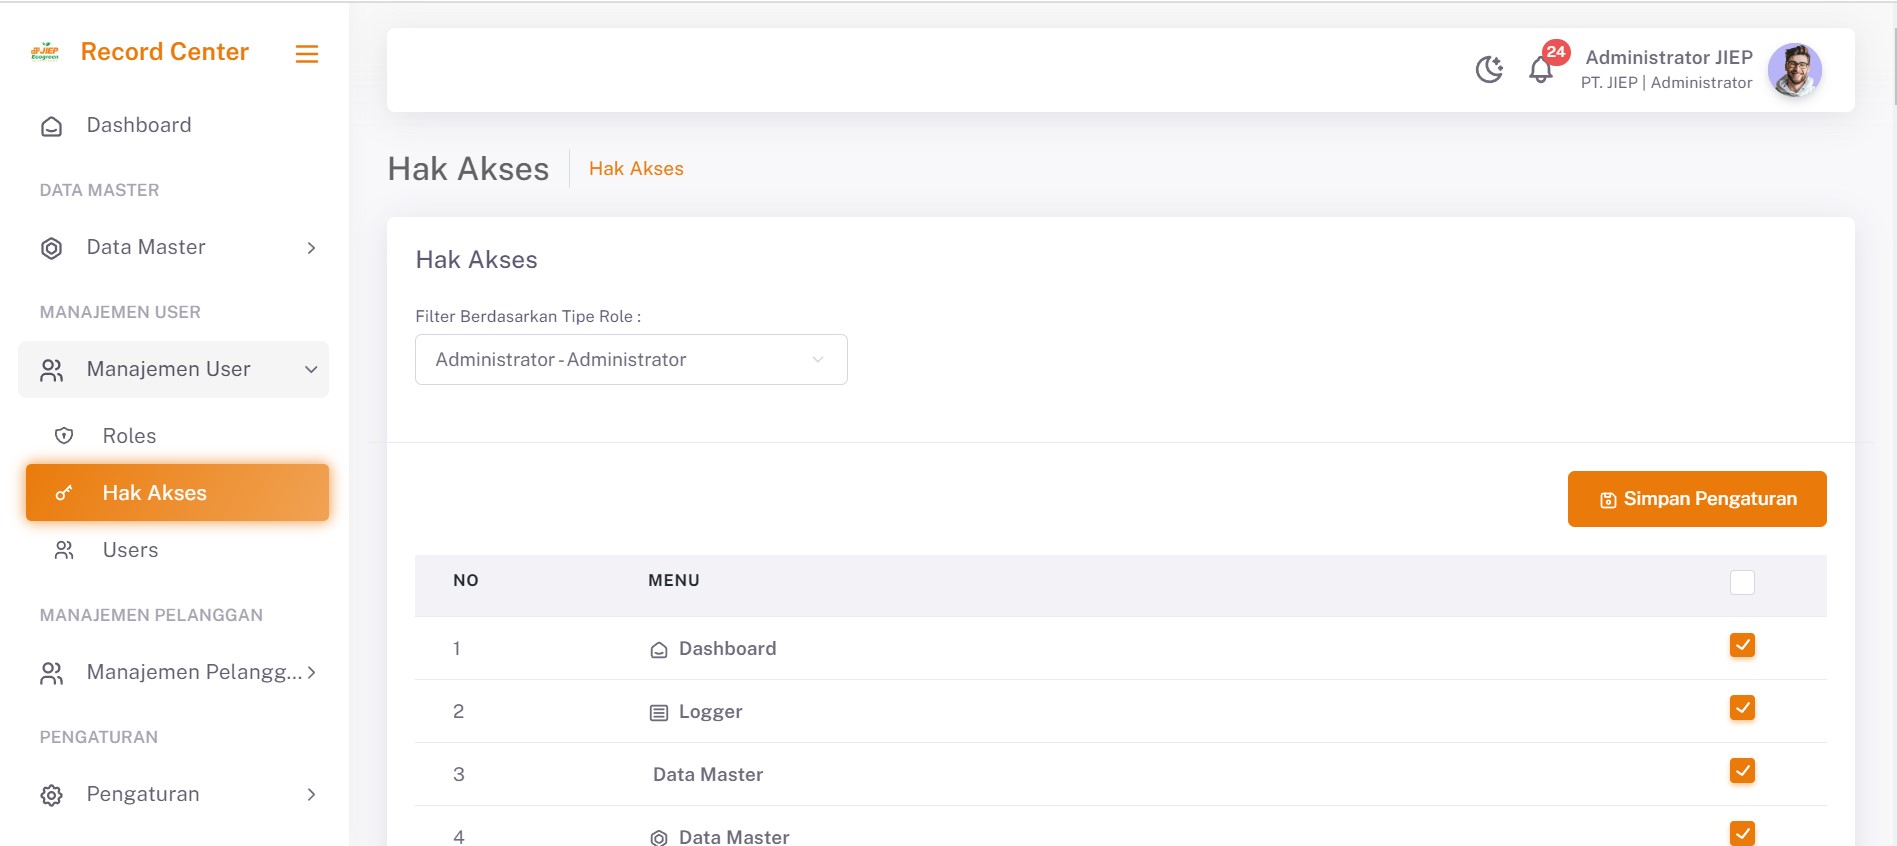 JIEP
Ecogreen
Record Center
Dashboard
DATA MASTER
Data Master
MANAJEMEN USER
Manajemen User
Roles
Hak Akses
Users
MANAJEMEN PELANGGAN
Manajemen Pelangg...
PENGATURAN
Pengaturan
24
Administrator JIEP
PT. JIEP | Administrator
Hak Akses
Hak Akses
Hak Akses
Filter Berdasarkan Tipe Role :
Administrator - Administrator
Simpan Pengaturan
NO MENU
1 Dashboard
2 Logger
3 Data Master
4 Data Master